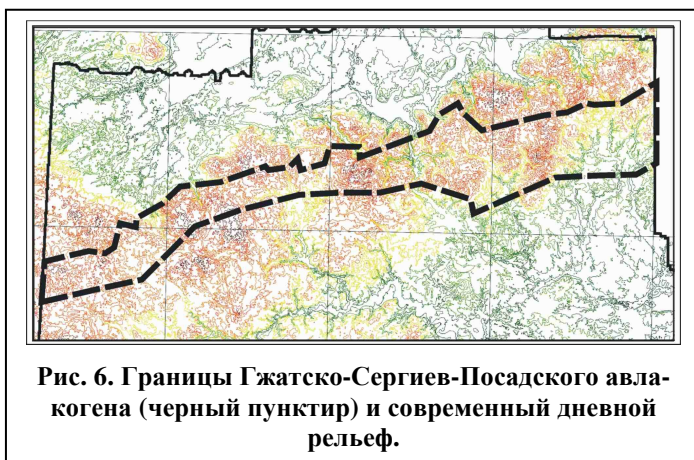 Рис. 6. Границы Гжатско-Сергиев-Посадского авла-
когена (черный пунктир) и современный дневной
рельеф.